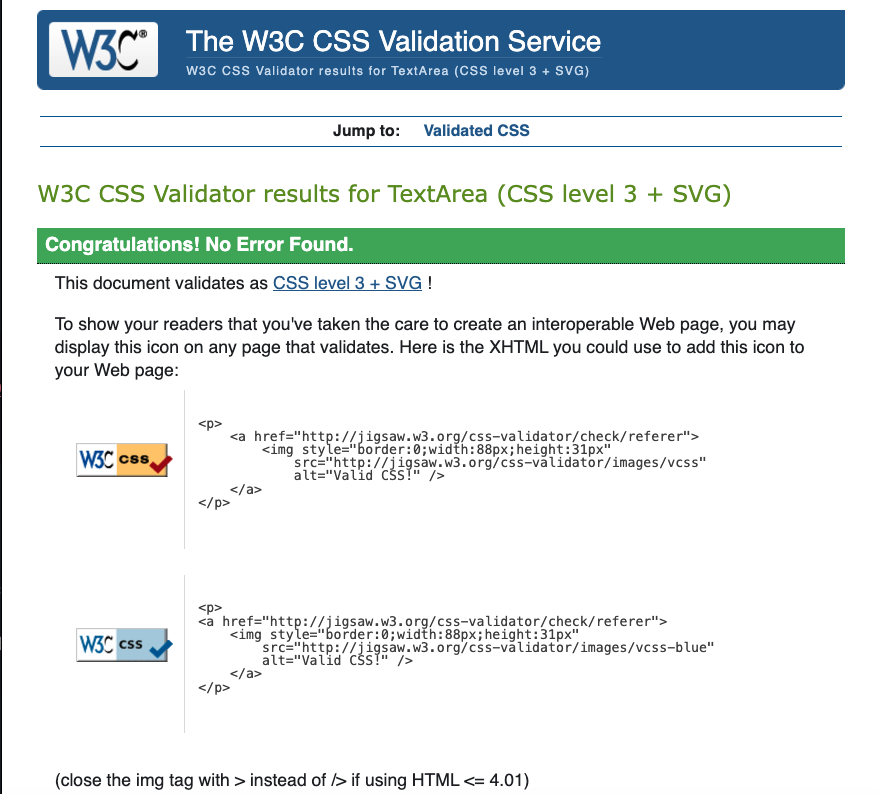 W3C®
The W3C CSS Validation Service
W3C CSS Validator results for TextArea (CSS level 3 + SVG)
Jump to: Validated CSS
W3C CSS Validator results for TextArea (CSS level 3 + SVG)
Congratulations! No Error Found.
This document validates as CSS level 3 + SVG !
To show your readers that you've taken the care to create an interoperable Web page, you may
display this icon on any page that validates. Here is the XHTML you could use to add this icon to
your Web page:
W3C css
<p>
    <a href="http://jigsaw.w3.org/css-validator/check/referer">
        <img style="border:0;width:88px;height:31px"
            src="http://jigsaw.w3.org/css-validator/images/vcss"
            alt="Valid CSS!" />
    </a>
</p>
W3C css
<p>
<a href="http://jigsaw.w3.org/css-validator/check/referer">
    <img style="border:0;width:88px;height:31px"
        src="http://jigsaw.w3.org/css-validator/images/vcss-blue"
        alt="Valid CSS!" />
    </a>
</p>
(close the img tag with > instead of /> if using HTML <= 4.01)